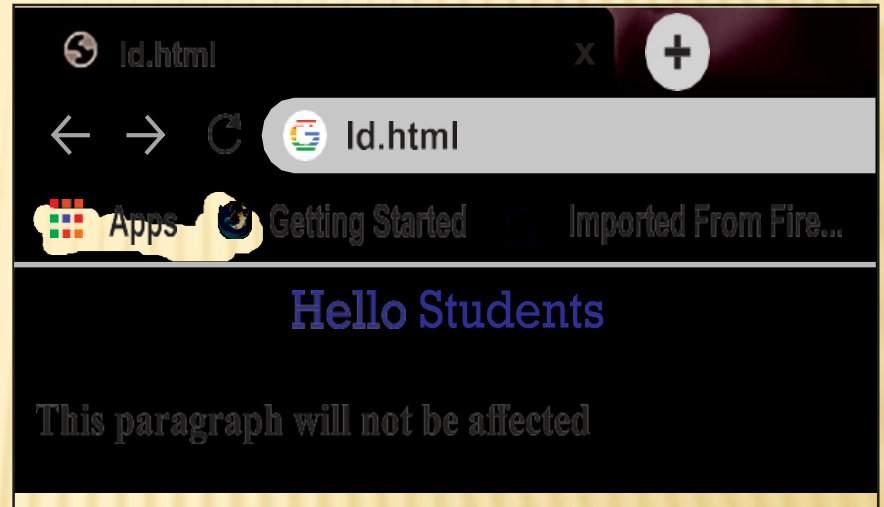 Id.html x +
Id.html
Apps Getting Started Imported From Fire...
Hello Students
This paragraph will not be affected